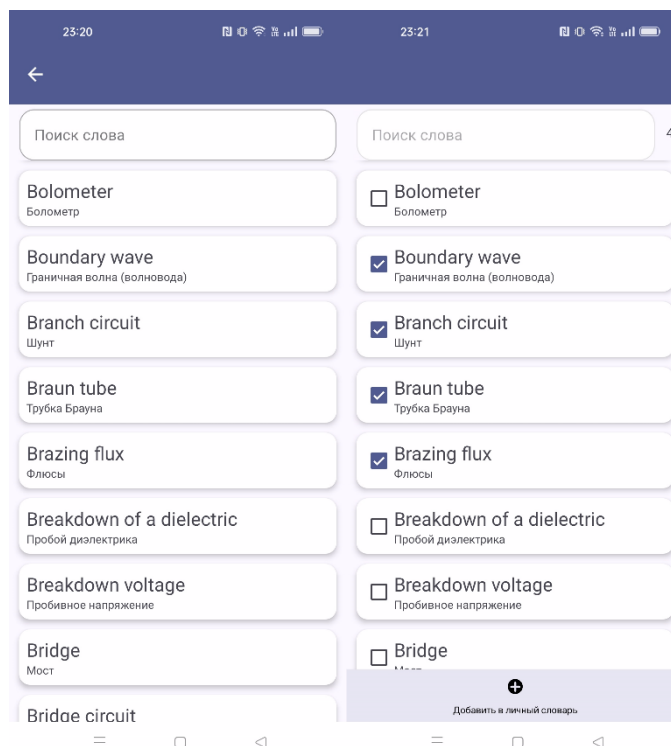 23:20
Поиск слова
Bolometer
Болометр
Boundary wave
Граничная волна (волновода)
Branch circuit
Шунт
Braun tube
Трубка Брауна
Brazing flux
Флюсы
Breakdown of a dielectric
Пробой диэлектрика
Breakdown voltage
Пробивное напряжение
Bridge
Мост
Bridge circuit
23:21
Поиск слова
4
Bolometer
Болометр
Boundary wave
Граничная волна (волновода)
Branch circuit
Шунт
Braun tube
Трубка Брауна
Brazing flux
Флюсы
Breakdown of a dielectric
Пробой диэлектрика
Breakdown voltage
Пробивное напряжение
Bridge
Добавить в личный словарь